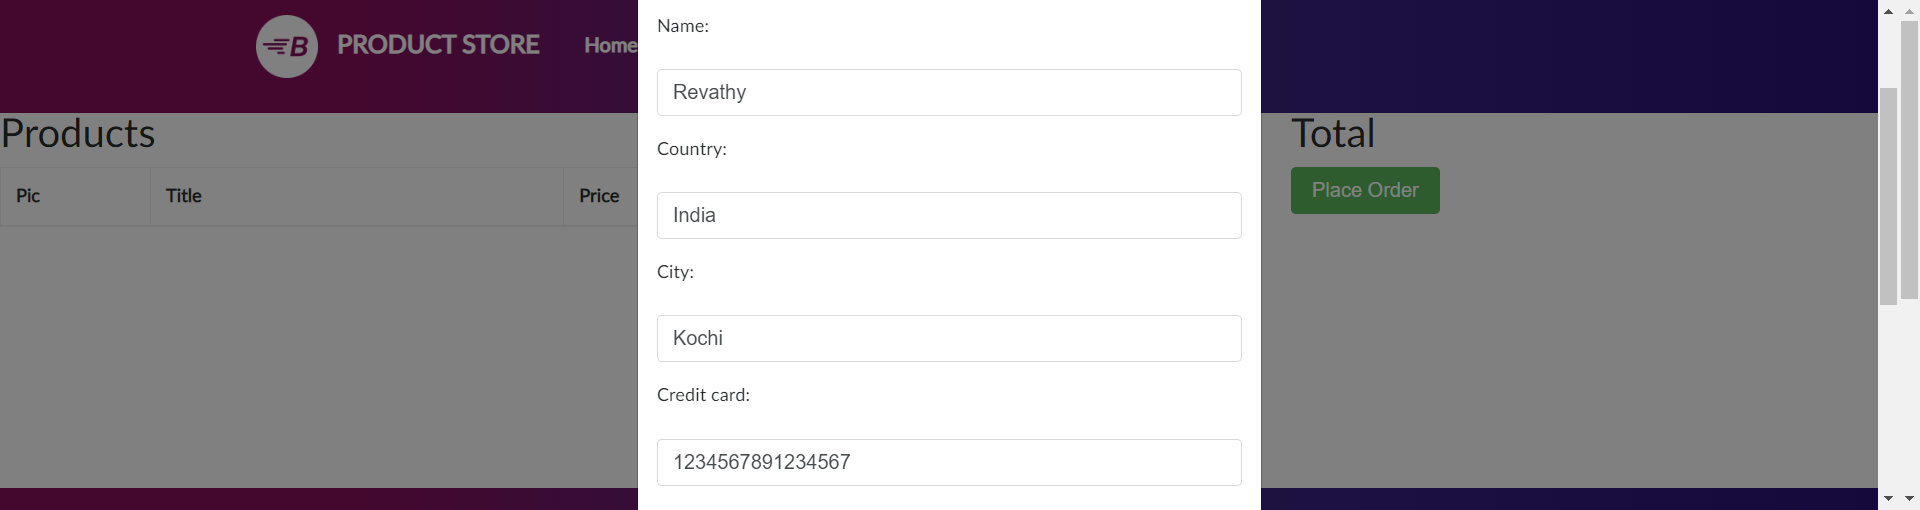 B PRODUCT STORE Home
Products
Pic Title Price
Name:
Revathy
Country:
India
City:
Kochi
Credit card:
1234567891234567
Total
Place Order